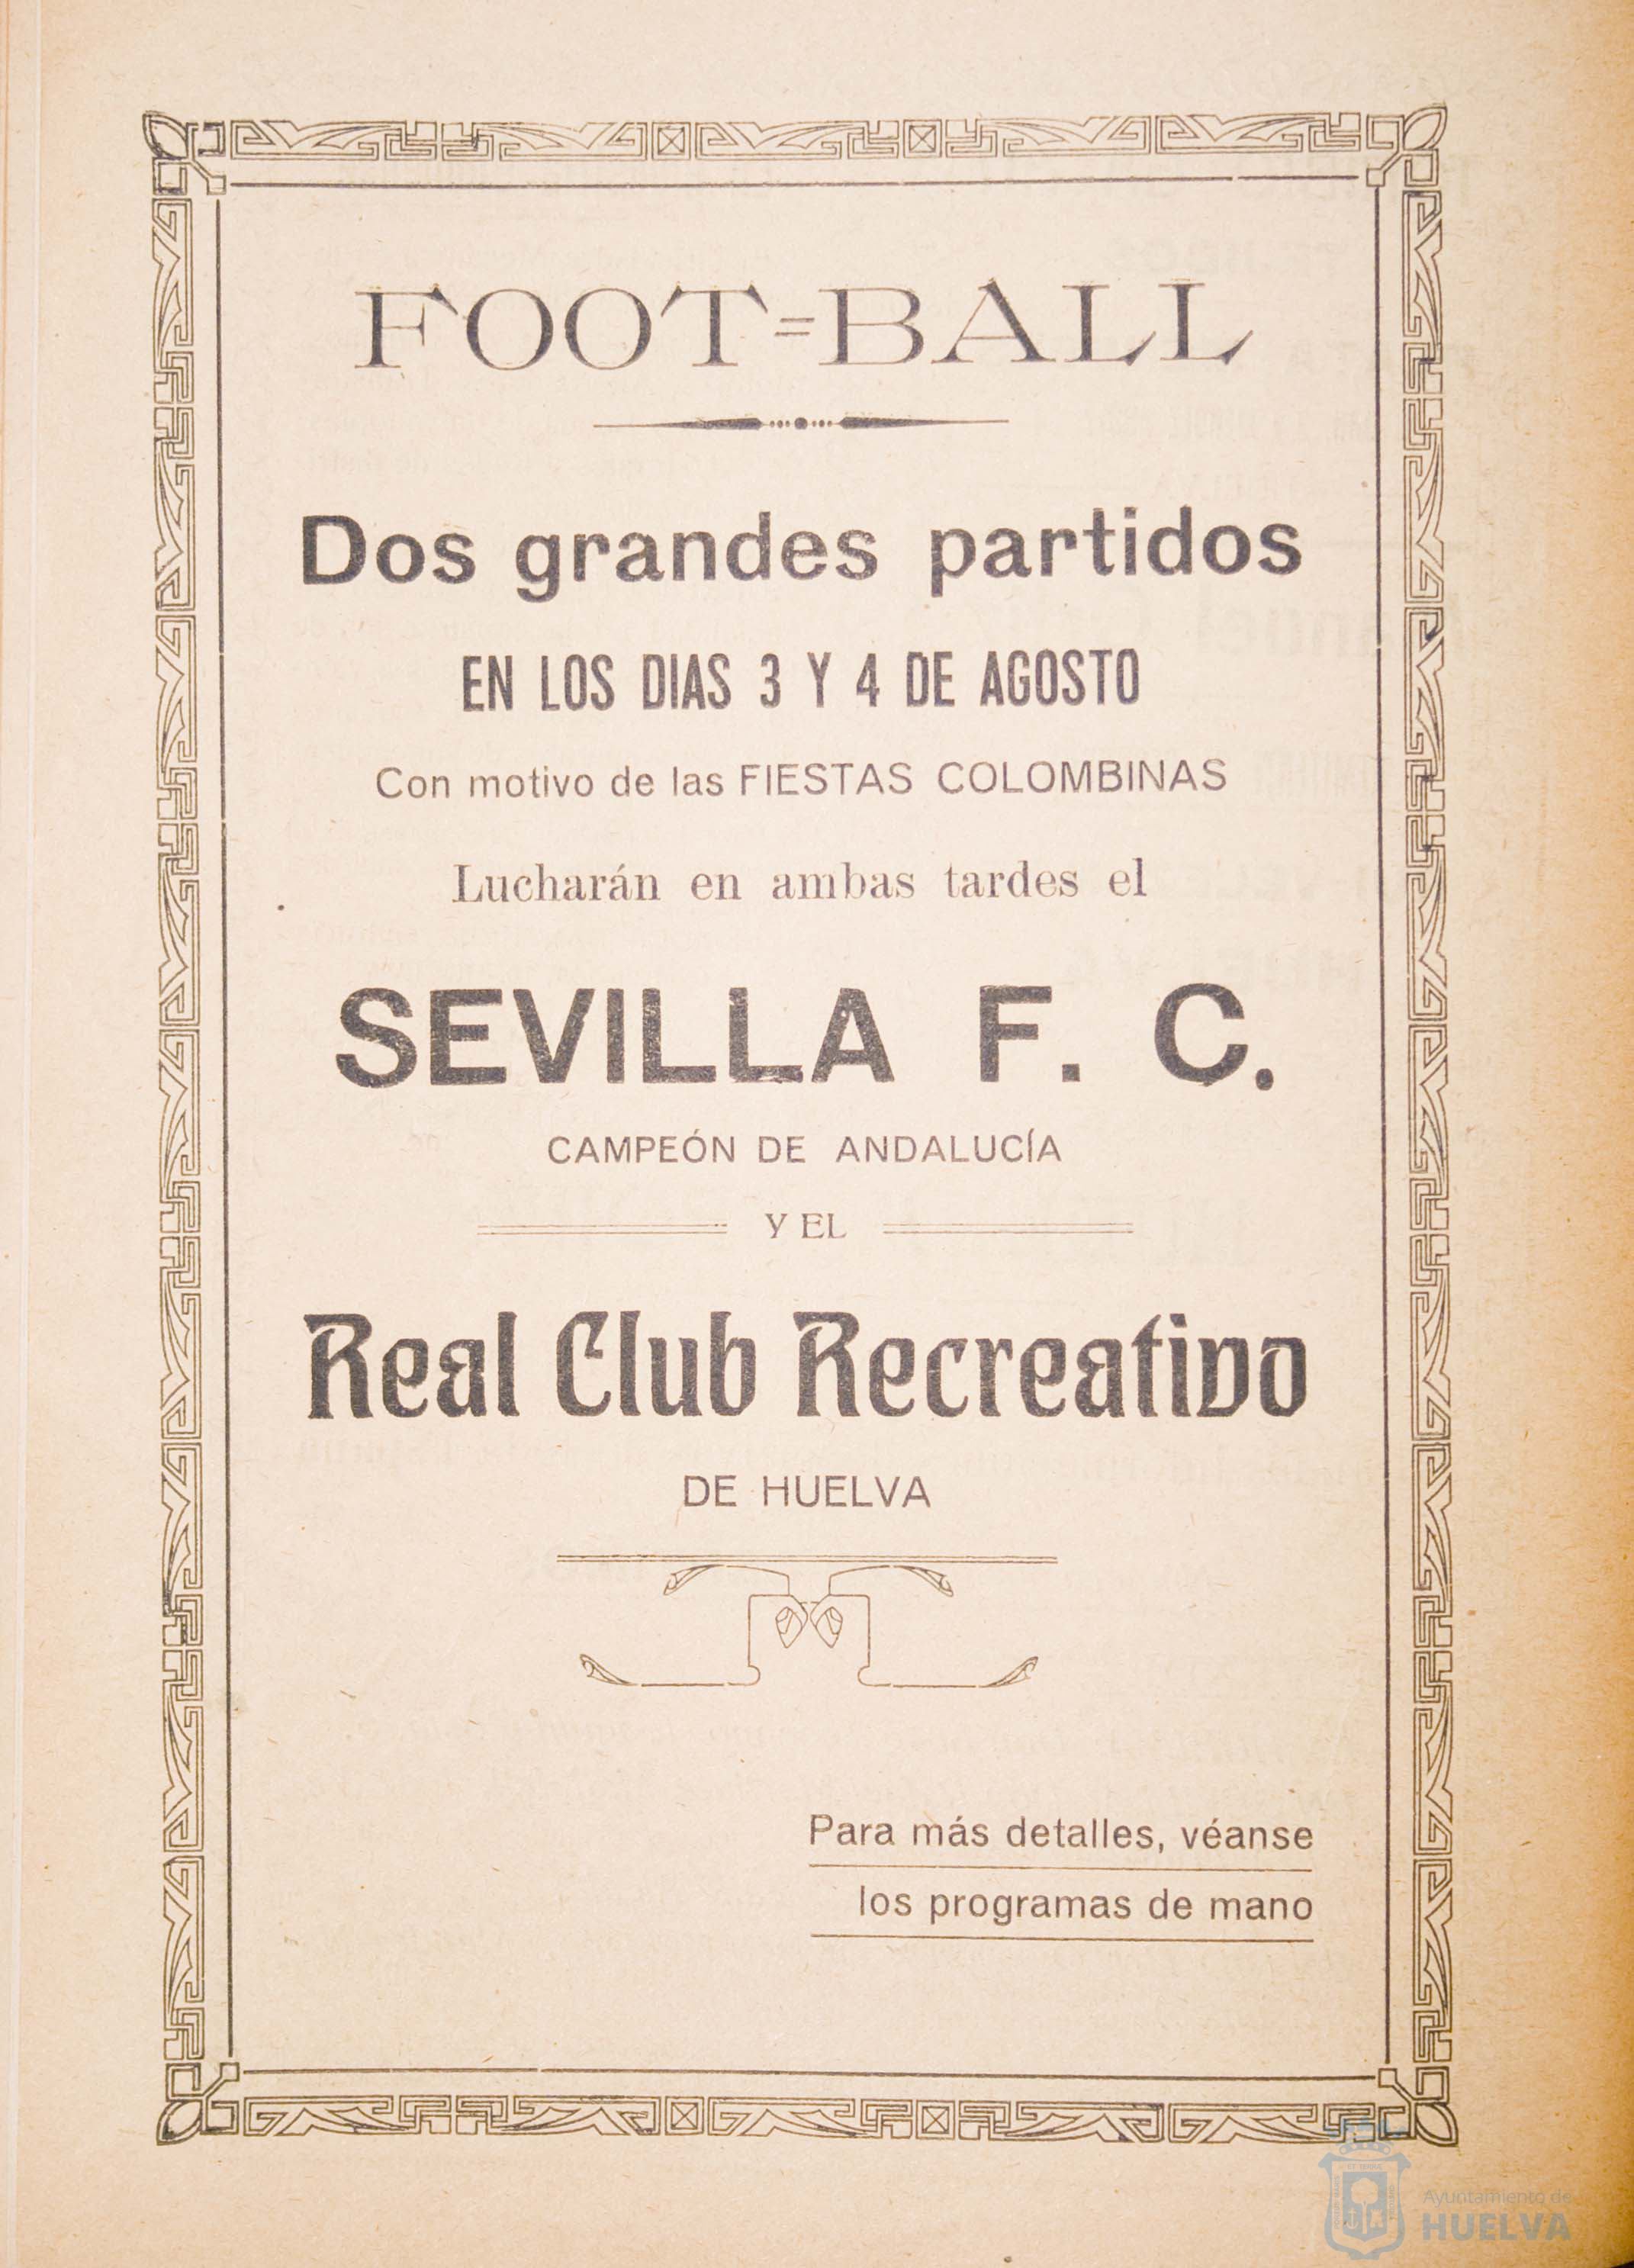 FOOT=BALL
Dos grandes partidos
EN LOS DIAS 3 Y 4 DE AGOSTO
Con motivo de las FIESTAS COLOMBINAS
Lucharán en ambas tardes el
SEVILLA F. C.
CAMPEÓN DE ANDALUCÍA
Y EL
Real Club Recreativo
DE HUELVA
Para más detalles, véanse
los programas de mano
Ayuntamiento de
HUELVA